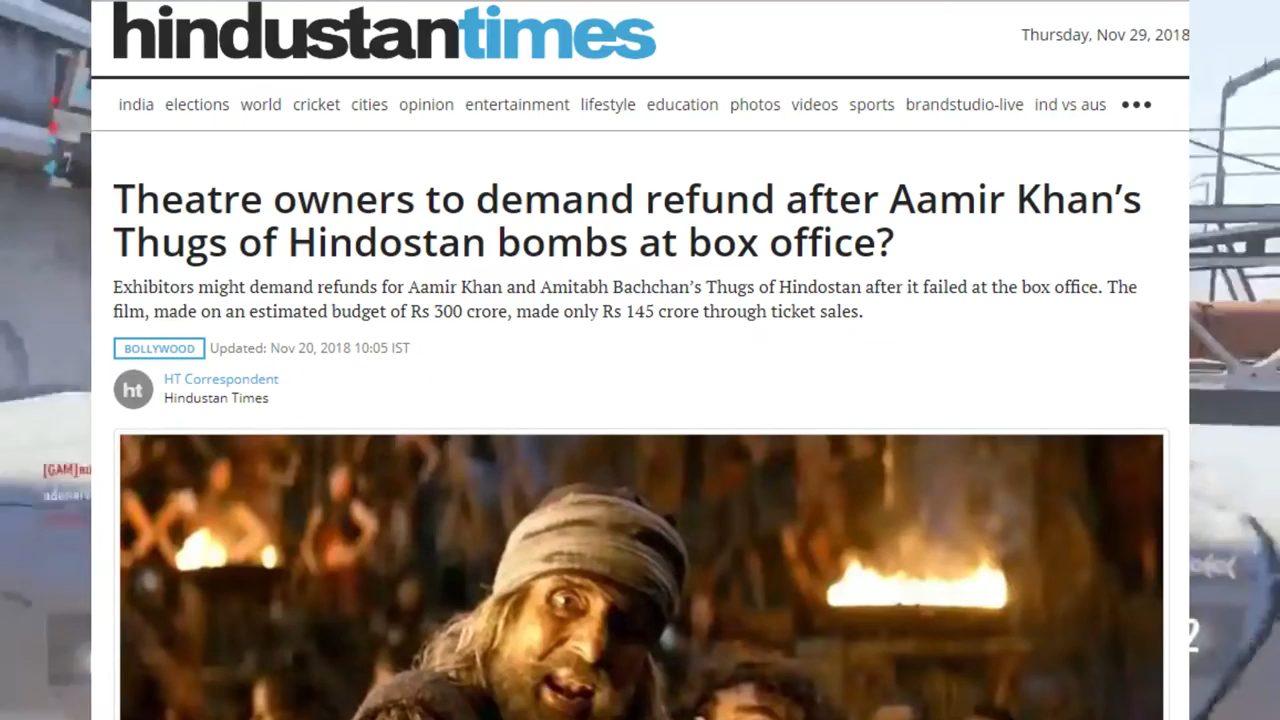 hindustantimes
Thursday, Nov 29, 2018
india elections world cricket cities opinion entertainment lifestyle education photos videos sports brandstudio-live ind vs aus •••
Theatre owners to demand refund after Aamir Khan’s
Thugs of Hindostan bombs at box office?
Exhibitors might demand refunds for Aamir Khan and Amitabh Bachchan’s Thugs of Hindostan after it failed at the box office. The
film, made on an estimated budget of Rs 300 crore, made only Rs 145 crore through ticket sales.
BOLLYWOOD Updated: Nov 20, 2018 10:05 IST
ht
HT Correspondent
Hindustan Times
7
[GAM]
2